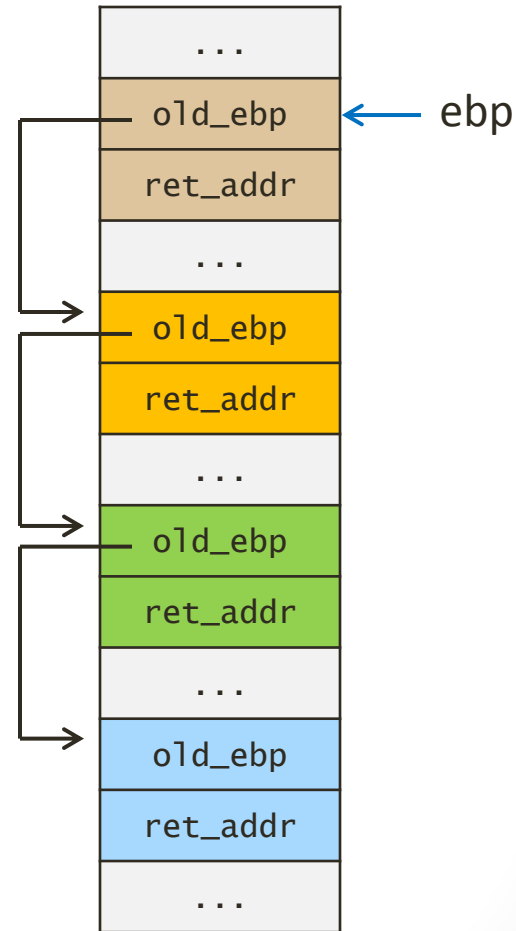 ...
old_ebp
ebp
ret_addr
...
old_ebp
ret_addr
...
old_ebp
ret_addr
...
old_ebp
ret_addr
...